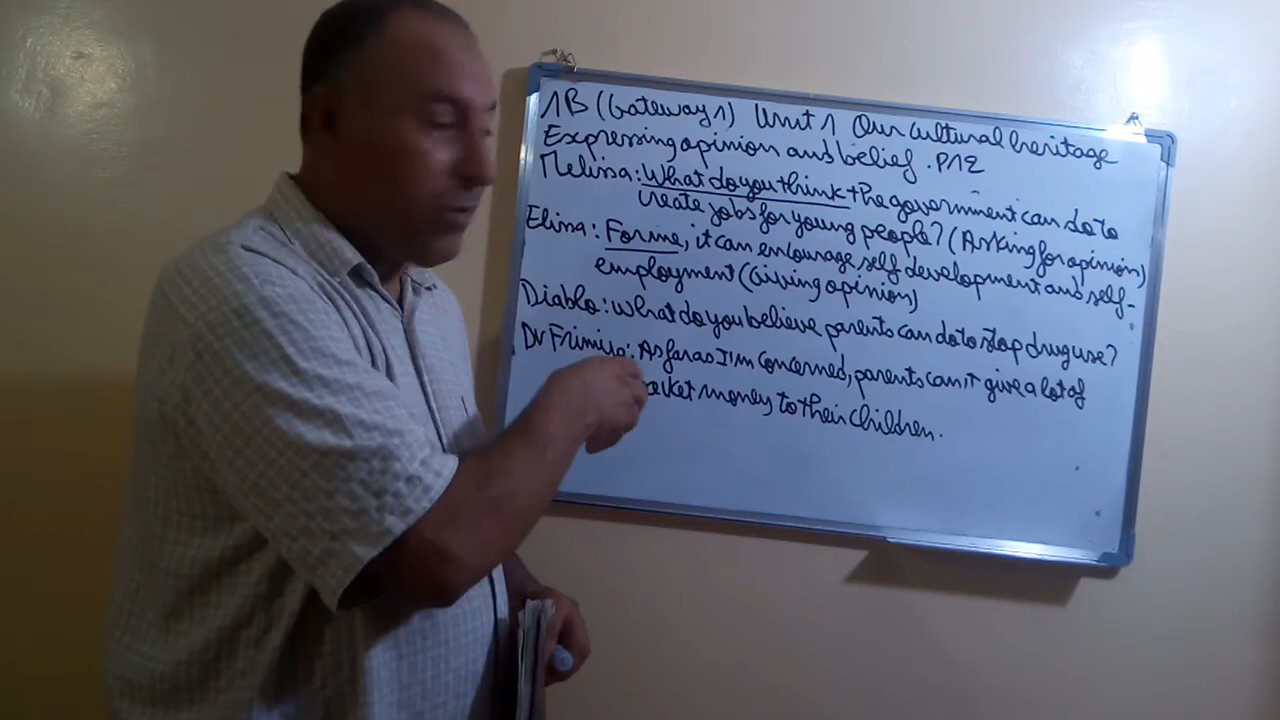 1B (Gateway 1) Unit 1 Our cultural heritage
Expressing opinion and belief. P12
Melissa: What do you think the government can do to
create jobs for young people? (Asking for opinion)
Elissa: For me, it can encourage self development and self-
employment (Giving opinion)
Diablo: What do you believe parents can do to stop drug use?
Dr : As far as I'm concerned, parents can't give a lot of
money to their children.